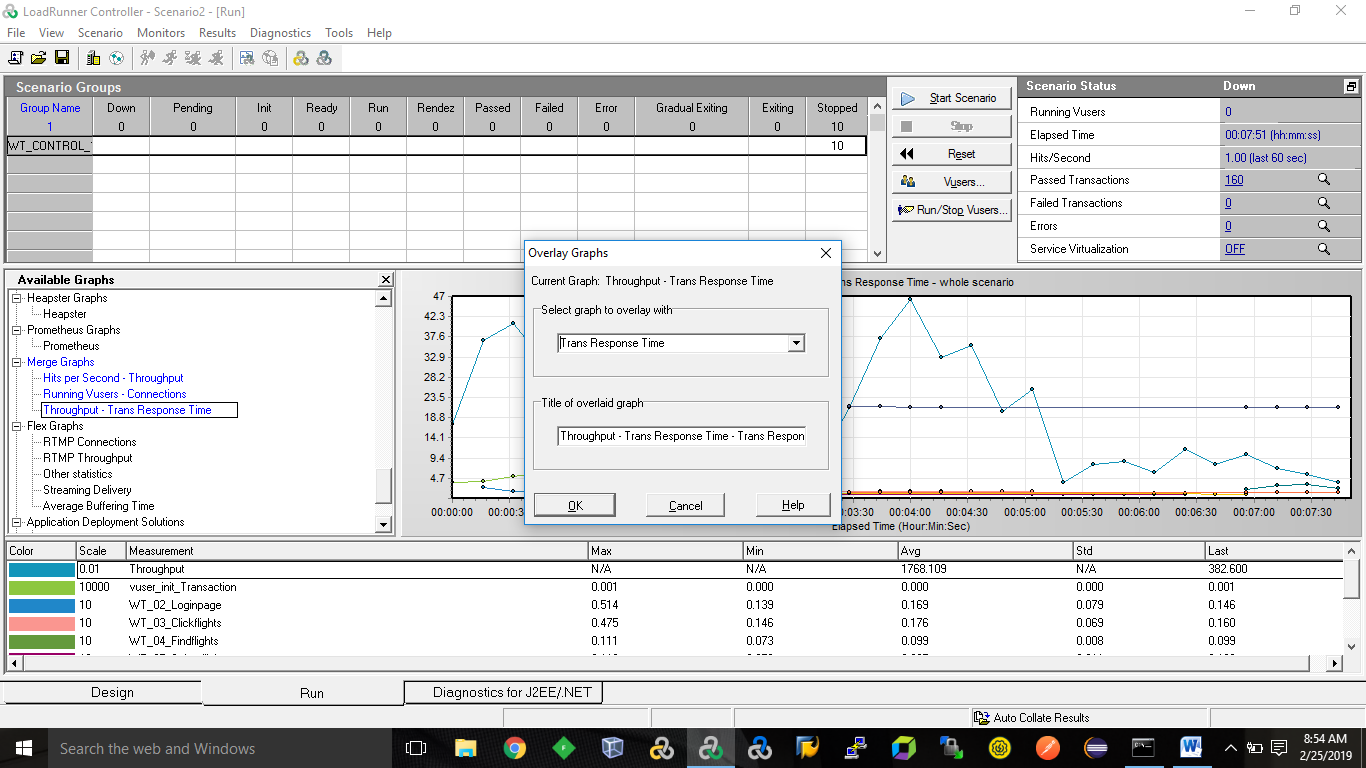 LoadRunner Controller - Scenario2 - [Run]
File View Scenario Monitors Results Diagnostics Tools Help
Scenario Groups
Group Name Down Pending Init Ready Run Rendez Passed Failed Error Gradual Exiting Exiting Stopped
1 0 0 0 0 0 0 0 0 0 0 0 10
WT_CONTROL_ 10
Start Scenario
Stop
Reset
Vusers...
Run/Stop Vusers...
Scenario Status Down
Running Vusers 0
Elapsed Time 00:07:51 (hh:mm:ss)
Hits/Second 1.00 (last 60 sec)
Passed Transactions 160
Failed Transactions 0
Errors 0
Service Virtualization OFF
Available Graphs
Heapster Graphs
Heapster
Prometheus Graphs
Prometheus
Merge Graphs
Hits per Second - Throughput
Running Vusers - Connections
Throughput - Trans Response Time
Flex Graphs
RTMP Connections
RTMP Throughput
Other statistics
Streaming Delivery
Average Buffering Time
Application Deployment Solutions
Response Time - whole scenario
47
42.3
37.6
32.9
28.2
23.5
18.8
14.1
9.4
4.7
00:00:00 00:04:00 00:04:30 00:05:00 00:05:30 00:06:00 00:06:30 00:07:00 00:07:30
Elapsed Time (Hour:Min:Sec)
Overlay Graphs
Current Graph: Throughput - Trans Response Time
Select graph to overlay with
Trans Response Time
Title of overlaid graph
Throughput - Trans Response Time - Trans Respon
OK Cancel Help
Color Scale Measurement Max Min Avg Std Last
0.01 Throughput N/A N/A 1768.109 N/A 382.600
10000 vuser_init_Transaction 0.001 0.000 0.000 0.000 0.001
10 WT_02_Loginpage 0.514 0.139 0.169 0.079 0.146
10 WT_03_Clickflights 0.475 0.146 0.176 0.069 0.160
10 WT_04_Findflights 0.111 0.073 0.099 0.008 0.099
Design Run Diagnostics for J2EE/.NET
Auto Collate Results
Search the web and Windows
8:54 AM
2/25/2019